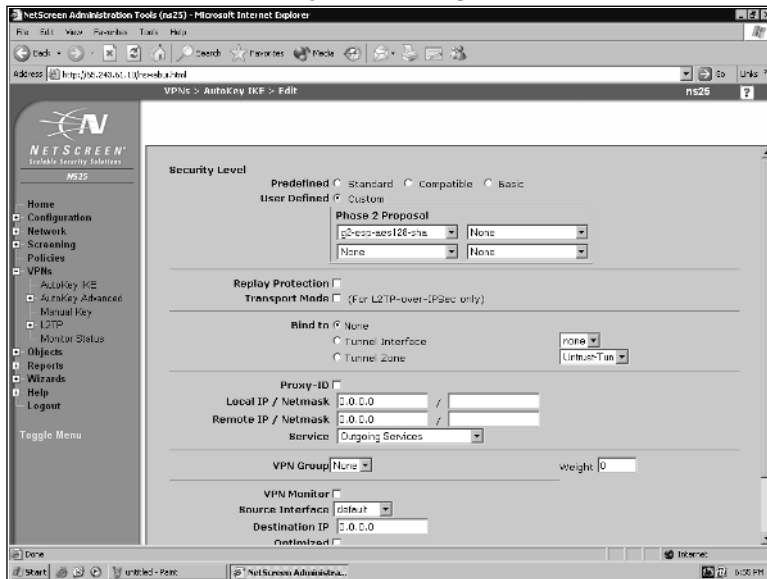 NetScreen Administration Tools (ns25) - Microsoft Internet Explorer
File Edit View Favorites Tools Help
Back Search Favorites Media
Address Go Links
VPNs > AutoKey IKE > Edit ns25 ?
NETSCREEN
Scalable Security Solutions
NS25
Home
Configuration
Network
Screening
Policies
VPNs
AutoKey IKE
AutoKey Advanced
Manual Key
L2TP
Monitor Status
Objects
Reports
Wizards
Help
Logout
Toggle Menu
Security Level
Predefined Standard Compatible Basic
User Defined Custom
Phase 2 Proposal
g2-esp-aes128-sha None
None None
Replay Protection
Transport Mode (For L2TP-over-IPSec only)
Bind to None
Tunnel Interface none
Tunnel Zone Untrust-Tun
Proxy-ID
Local IP / Netmask 0.0.0.0 /
Remote IP / Netmask 0.0.0.0 /
Service Outgoing Services
VPN Group None Weight 0
VPN Monitor
Source Interface default
Destination IP 0.0.0.0
Optimized
Done Internet
Start untitled - Paint NetScreen Administra... 6:35 PM